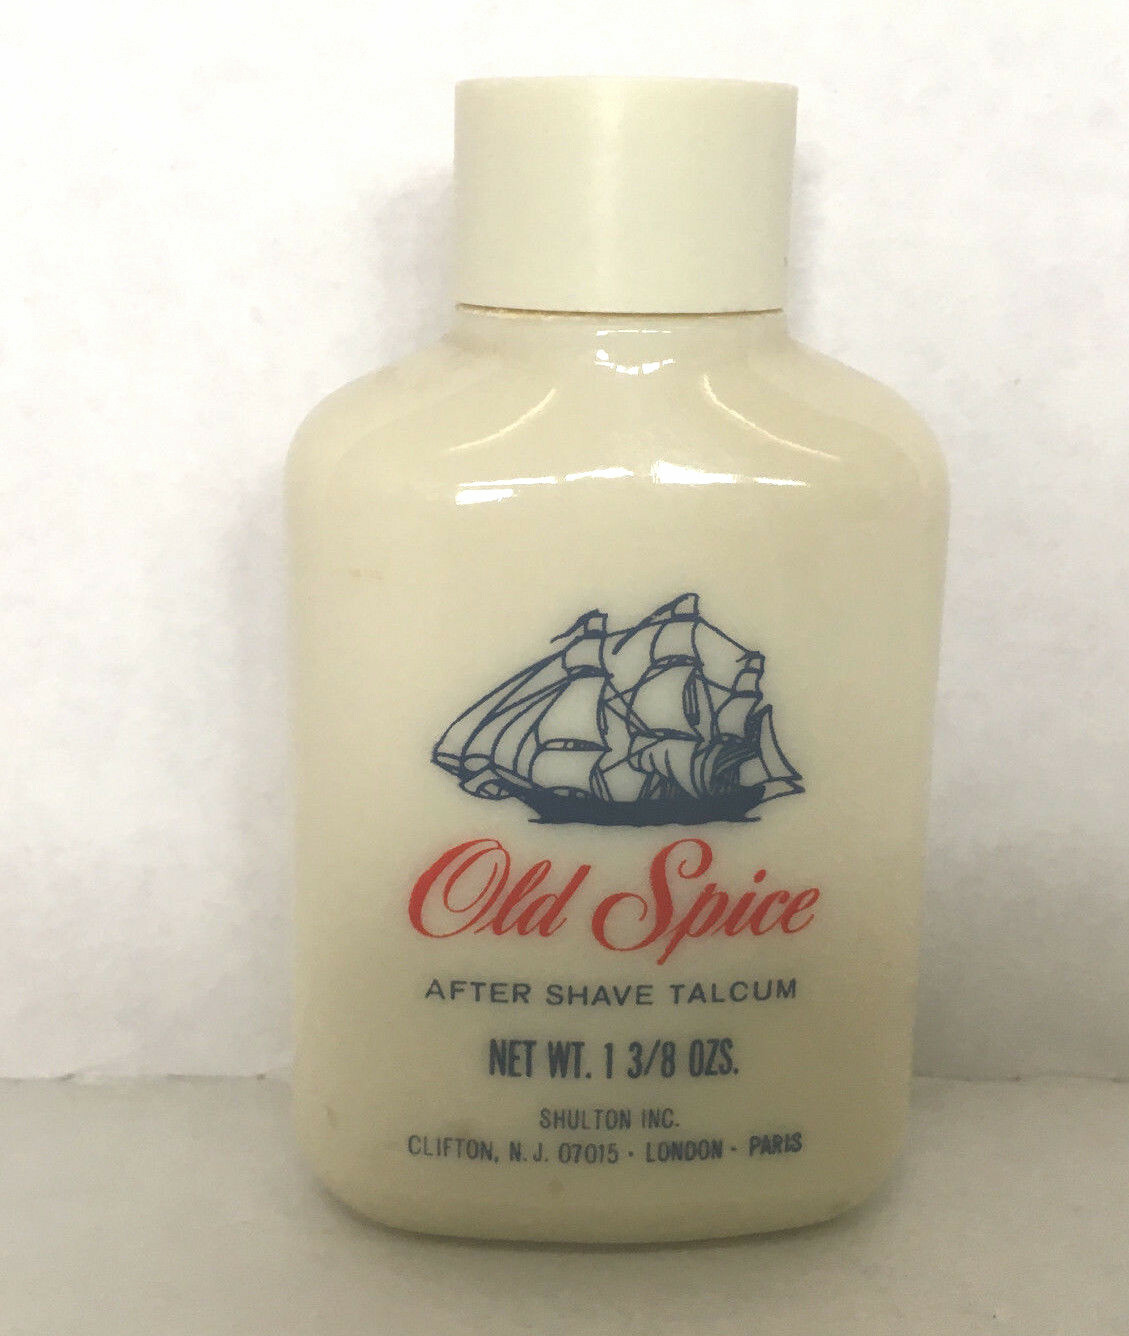 Old Spice
AFTER SHAVE TALCUM
NET WT. 1 3/8 OZS.
SHULTON INC.
CLIFTON, N.J. 07015 · LONDON · PARIS